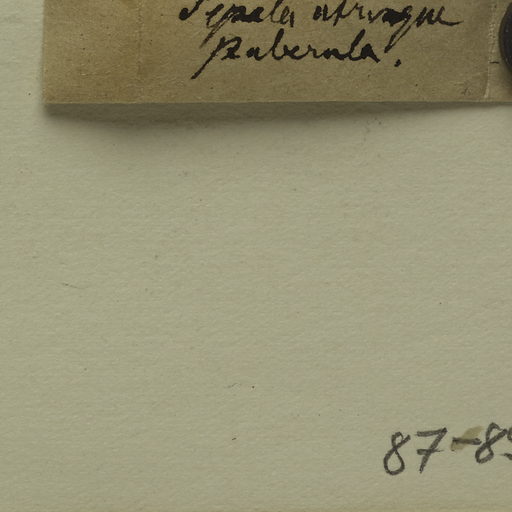 Sepala utrinque
puberula.
87-8